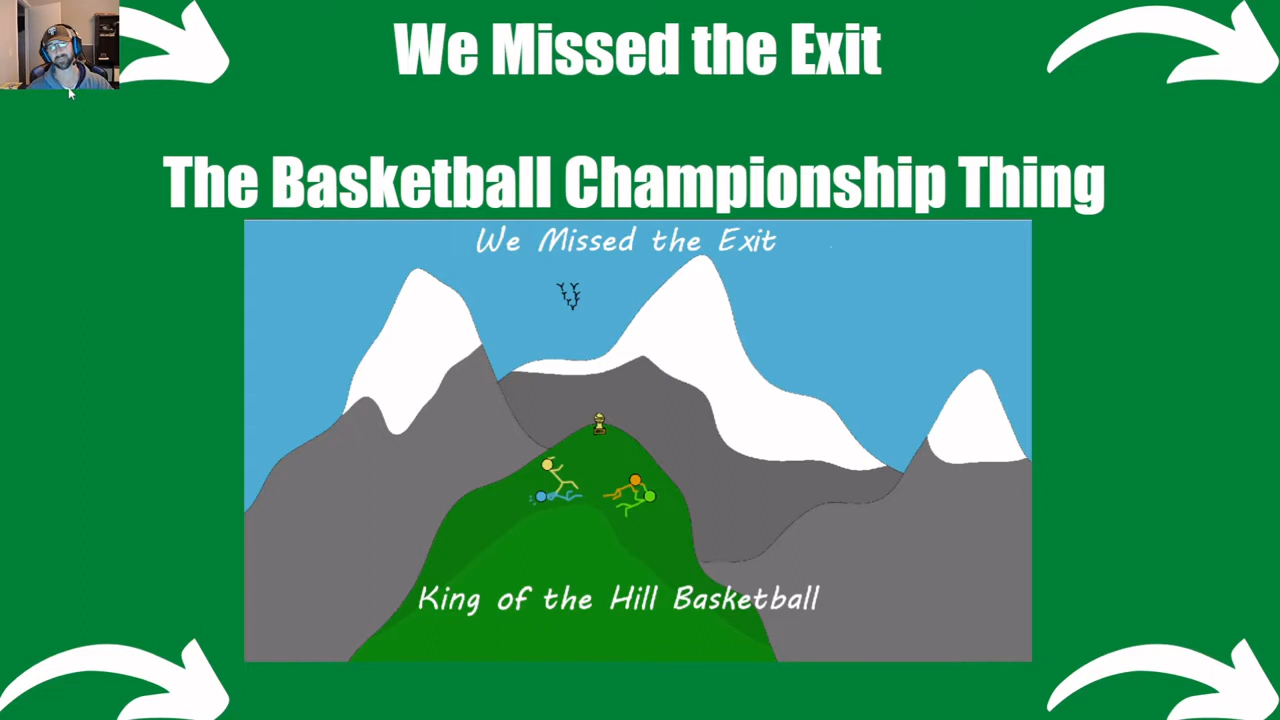 We Missed the Exit
The Basketball Championship Thing
We Missed the Exit
King of the Hill Basketball